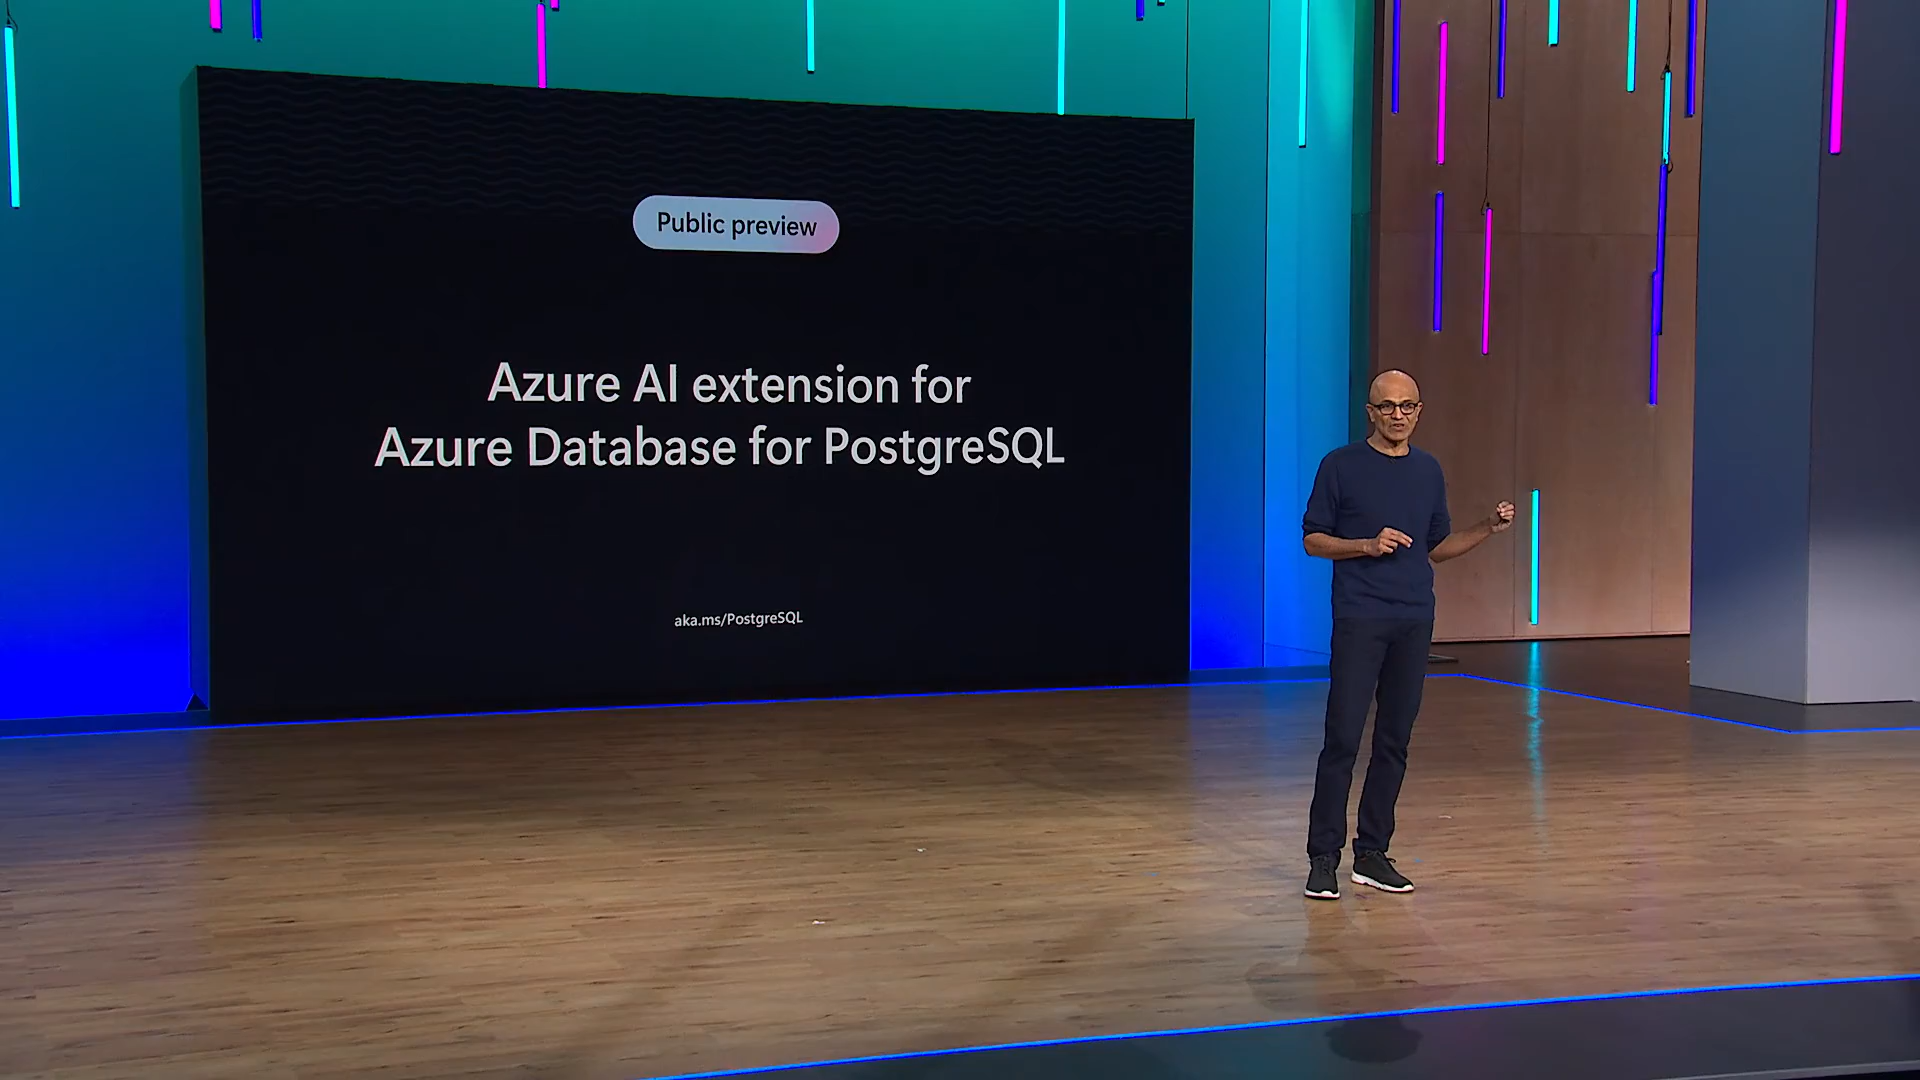 Public preview
Azure AI extension for
Azure Database for PostgreSQL
aka.ms/PostgreSQL